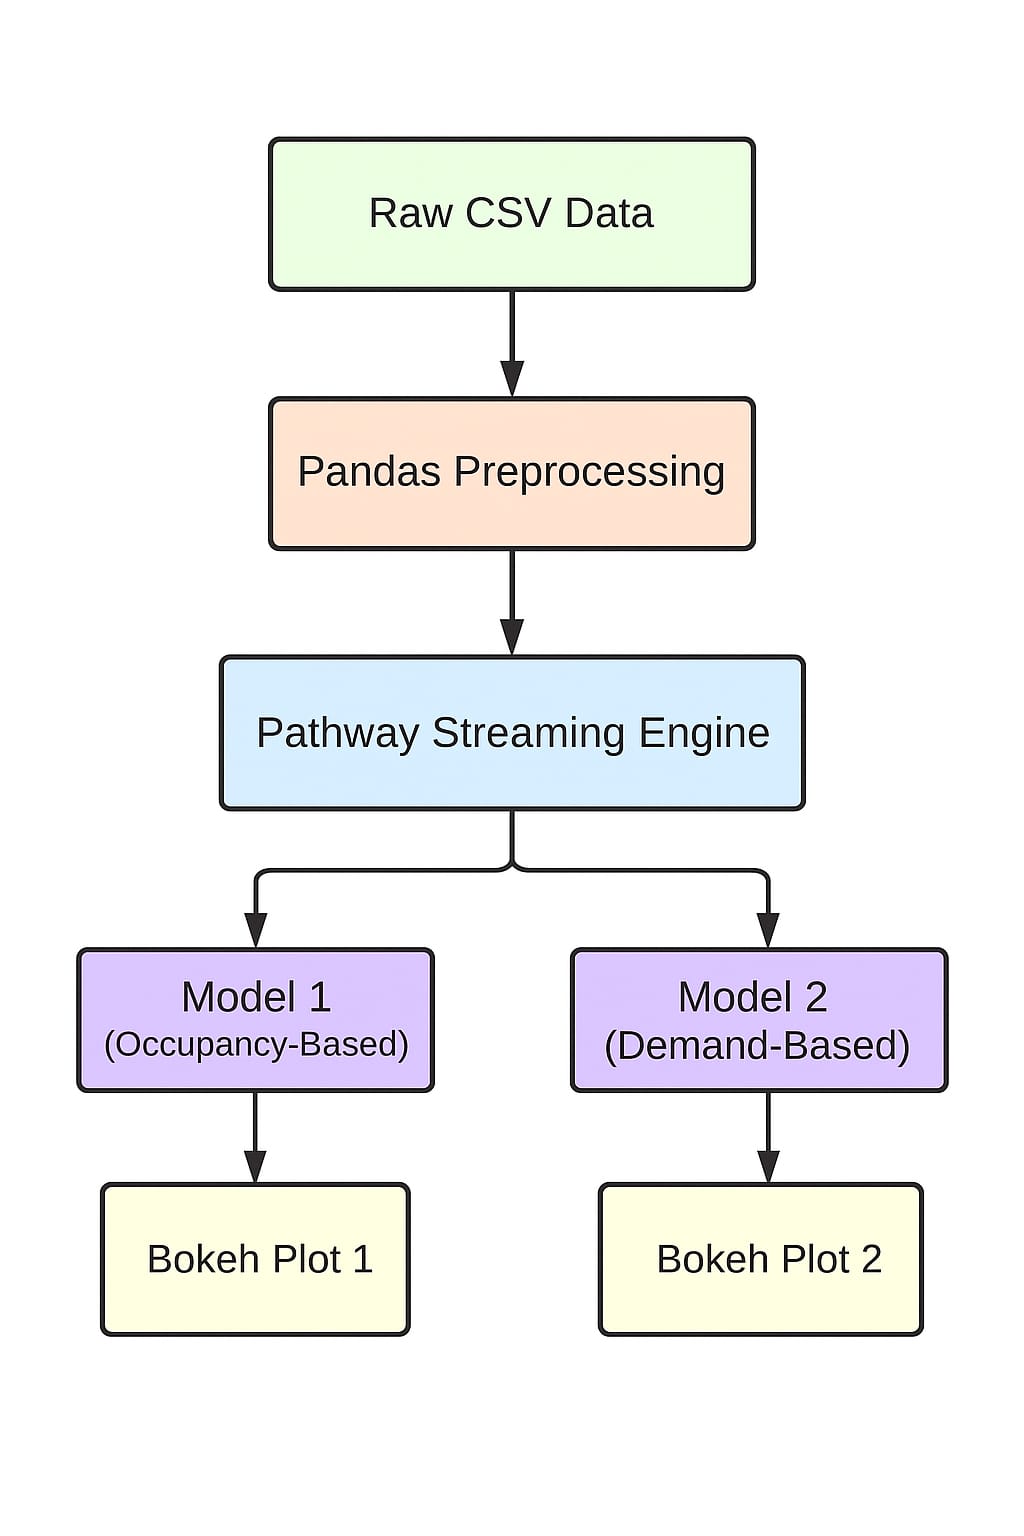 Raw CSV Data
Pandas Preprocessing
Pathway Streaming Engine
Model 1
(Occupancy-Based)
Model 2
(Demand-Based)
Bokeh Plot 1
Bokeh Plot 2